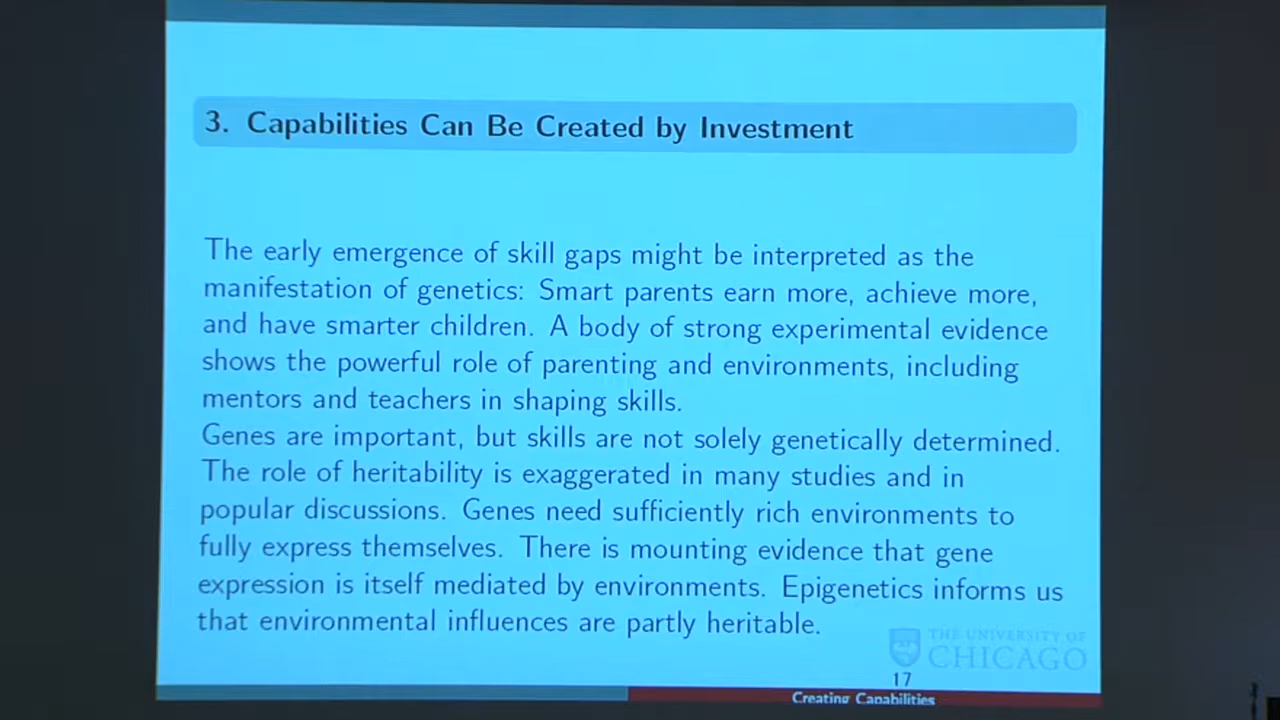 3. Capabilities Can Be Created by Investment
The early emergence of skill gaps might be interpreted as the
manifestation of genetics: Smart parents earn more, achieve more,
and have smarter children. A body of strong experimental evidence
shows the powerful role of parenting and environments, including
mentors and teachers in shaping skills.
Genes are important, but skills are not solely genetically determined.
The role of heritability is exaggerated in many studies and in
popular discussions. Genes need sufficiently rich environments to
fully express themselves. There is mounting evidence that gene
expression is itself mediated by environments. Epigenetics informs us
that environmental influences are partly heritable.
THE UNIVERSITY OF
CHICAGO
17
Creating Capabilities